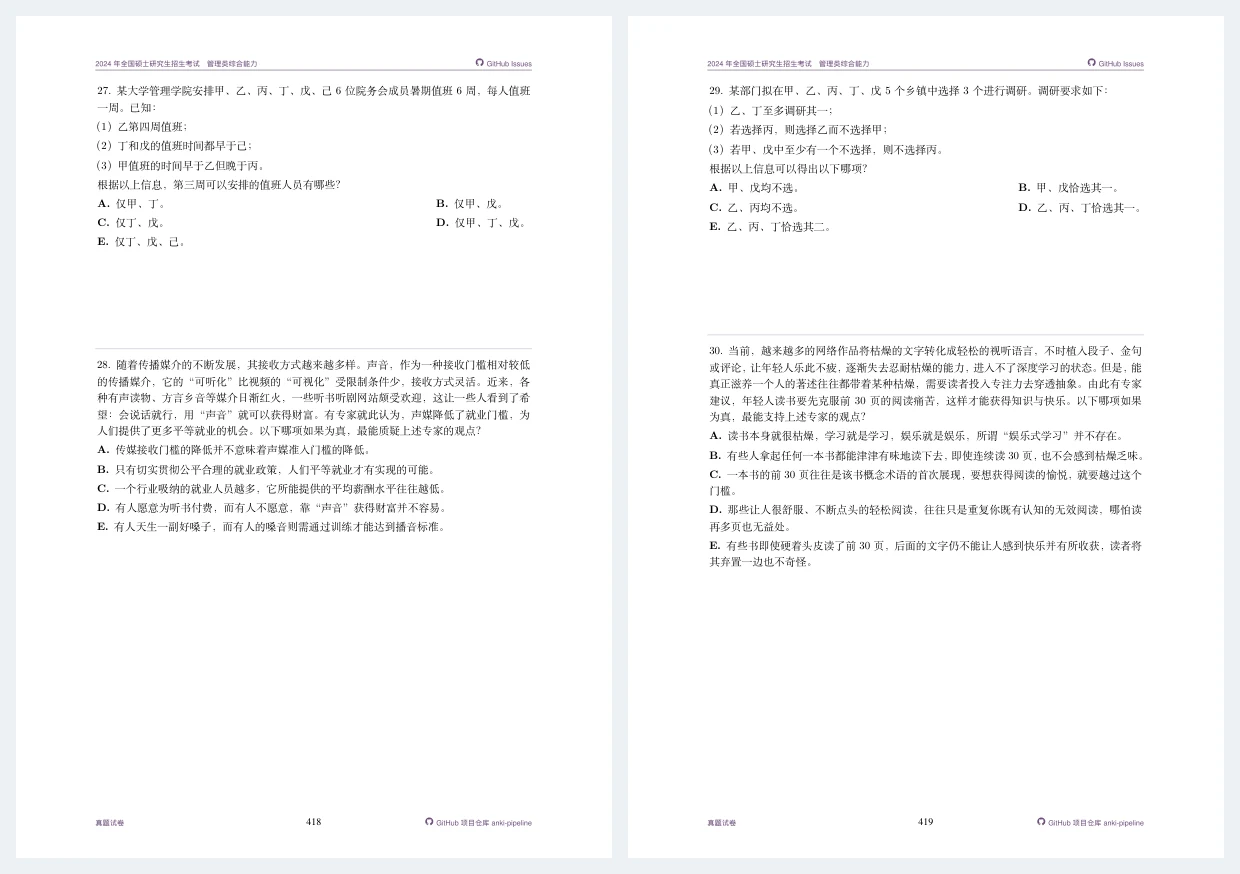 2024 年全国硕士研究生招生考试 管理类综合能力
GitHub Issues
27. 某大学管理学院安排甲、乙、丙、丁、戊、己 6 位院务会成员暑期值班 6 周，每人值班
一周。已知：
（1）乙第四周值班；
（2）丁和戊的值班时间都早于己；
（3）甲值班的时间早于乙但晚于丙。
根据以上信息，第三周可以安排的值班人员有哪些？
A. 仅甲、丁。
B. 仅甲、戊。
C. 仅丁、戊。
D. 仅甲、丁、戊。
E. 仅丁、戊、己。
28. 随着传播媒介的不断发展，其接收方式越来越多样。声音，作为一种接收门槛相对较低
的传播媒介，它的“可听化”比视频的“可视化”受限制条件少，接收方式灵活。近来，各
种有声读物、方言乡音等媒介日渐红火，一些听书听剧网站颇受欢迎，这让一些人看到了希
望：会说话就行，用“声音”就可以获得财富。有专家就此认为，声媒降低了就业门槛，为
人们提供了更多平等就业的机会。以下哪项如果为真，最能质疑上述专家的观点？
A. 传媒接收门槛的降低并不意味着声媒准入门槛的降低。
B. 只有切实贯彻公平合理的就业政策，人们平等就业才有实现的可能。
C. 一个行业吸纳的就业人员越多，它所能提供的平均薪酬水平往往越低。
D. 有人愿意为听书付费，而有人不愿意，靠“声音”获得财富并不容易。
E. 有人天生一副好嗓子，而有人的嗓音则需通过训练才能达到播音标准。
真题试卷
418
GitHub 项目仓库 anki-pipeline
2024 年全国硕士研究生招生考试 管理类综合能力
GitHub Issues
29. 某部门拟在甲、乙、丙、丁、戊 5 个乡镇中选择 3 个进行调研。调研要求如下：
（1）乙、丁至多调研其一；
（2）若选择丙，则选择乙而不选择甲；
（3）若甲、戊中至少有一个不选择，则不选择丙。
根据以上信息可以得出以下哪项？
A. 甲、戊均不选。
B. 甲、戊恰选其一。
C. 乙、丙均不选。
D. 乙、丙、丁恰选其一。
E. 乙、丙、丁恰选其二。
30. 当前，越来越多的网络作品将枯燥的文字转化成轻松的视听语言，不时植入段子、金句
或评论，让年轻人乐此不疲，逐渐失去忍耐枯燥的能力，进入不了深度学习的状态。但是，能
真正滋养一个人的著述往往都带着某种枯燥，需要读者投入专注力去穿透抽象。由此有专家
建议，年轻人读书要先克服前 30 页的阅读痛苦，这样才能获得知识与快乐。以下哪项如果
为真，最能支持上述专家的观点？
A. 读书本身就很枯燥，学习就是学习，娱乐就是娱乐，所谓“娱乐式学习”并不存在。
B. 有些人拿起任何一本书都能津津有味地读下去，即使连续读 30 页，也不会感到枯燥乏味。
C. 一本书的前 30 页往往是该书概念术语的首次展现，要想获得阅读的愉悦，就要越过这个
门槛。
D. 那些让人很舒服、不断点头的轻松阅读，往往只是重复你既有认知的无效阅读，哪怕读
再多页也无益处。
E. 有些书即使硬着头皮读了前 30 页，后面的文字仍不能让人感到快乐并有所收获，读者将
其弃置一边也不奇怪。
真题试卷
419
GitHub 项目仓库 anki-pipeline